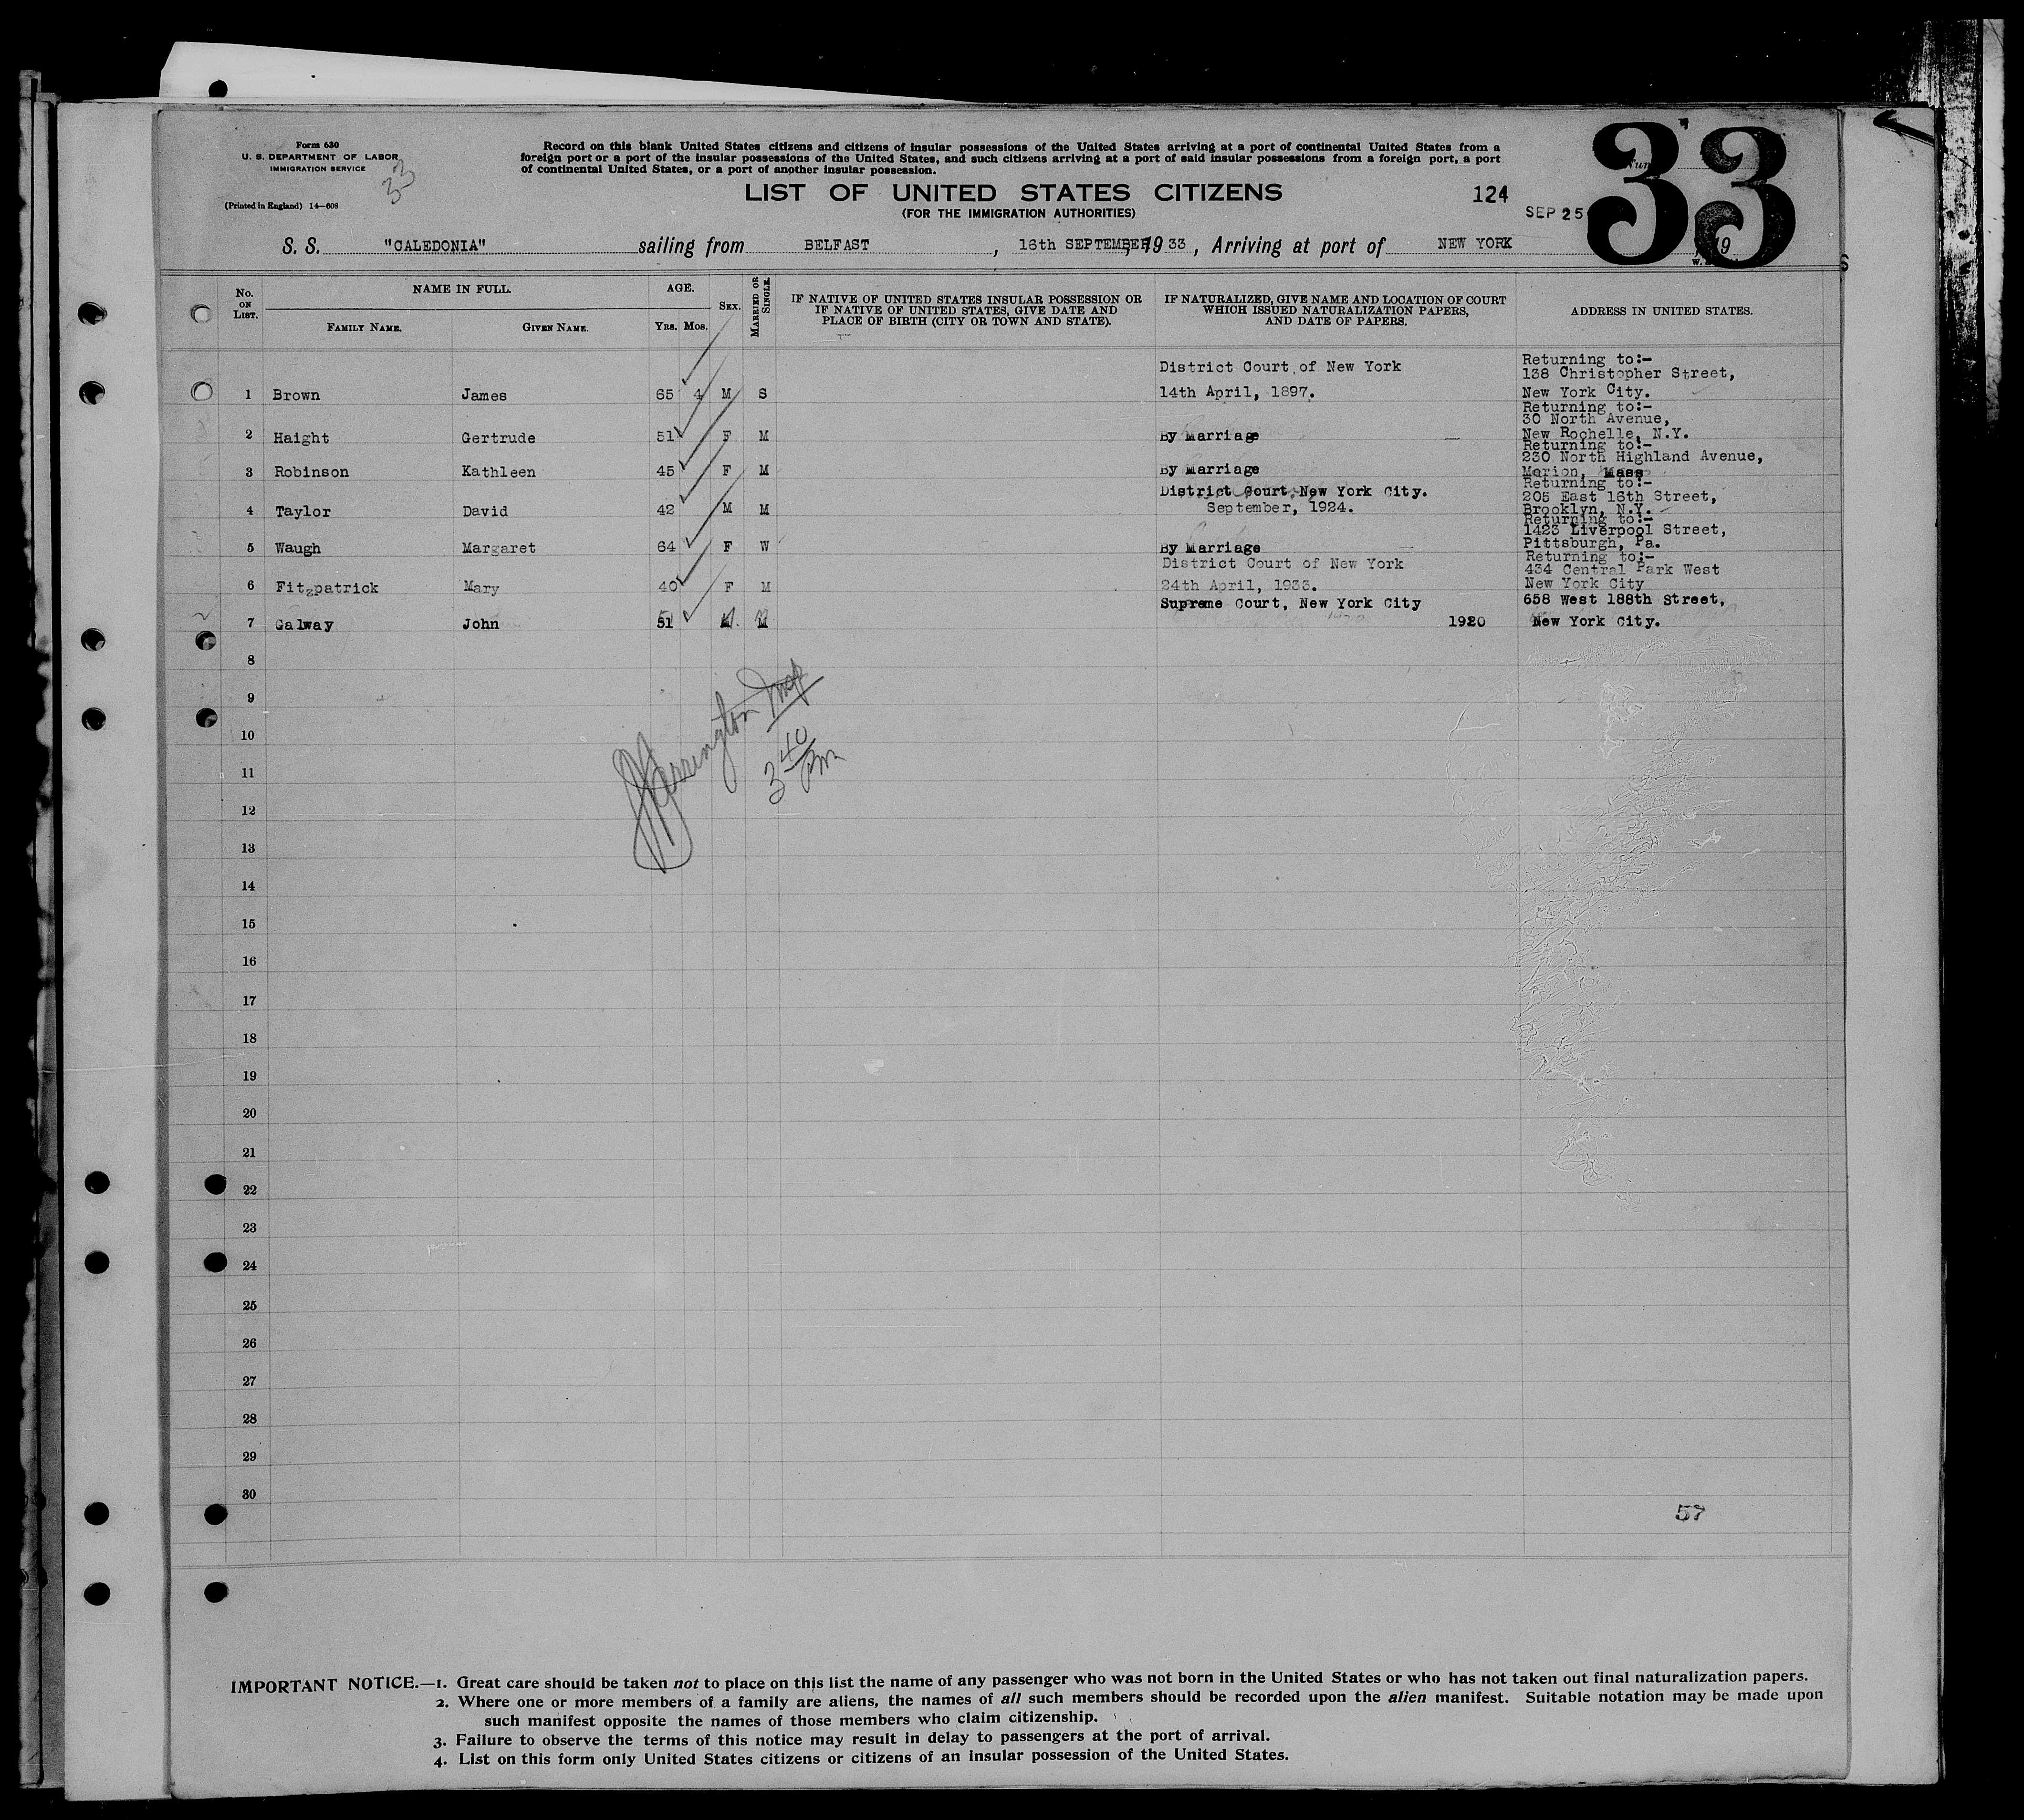 Form 630
U. S. DEPARTMENT OF LABOR
IMMIGRATION SERVICE
33
(Printed in England) 14—608
Record on this blank United States citizens and citizens of insular possessions of the United States arriving at a port of continental United States from a
foreign port or a port of the insular possessions of the United States, and such citizens arriving at a port of said insular possessions from a foreign port, a port
of continental United States, or a port of another insular possession.
LIST OF UNITED STATES CITIZENS
(FOR THE IMMIGRATION AUTHORITIES)
124
SEP 25
33
S. S. "CALEDONIA" sailing from BELFAST, 16th SEPTEMBER, 1933, Arriving at port of NEW YORK 19
No. ON LIST.
NAME IN FULL.
FAMILY NAME. GIVEN NAME.
AGE.
YRS. MOS.
SEX.
MARRIED OR SINGLE.
IF NATIVE OF UNITED STATES INSULAR POSSESSION OR
IF NATIVE OF UNITED STATES, GIVE DATE AND
PLACE OF BIRTH (CITY OR TOWN AND STATE).
IF NATURALIZED, GIVE NAME AND LOCATION OF COURT
WHICH ISSUED NATURALIZATION PAPERS,
AND DATE OF PAPERS.
ADDRESS IN UNITED STATES.
District Court of New York Returning to:-
138 Christopher Street,
1 Brown James 65 4 M S 14th April, 1897. New York City.
Returning to:-
30 North Avenue,
2 Haight Gertrude 51 F M By Marriage — New Rochelle, N.Y.
Returning to:-
230 North Highland Avenue,
3 Robinson Kathleen 45 F M By Marriage Marion, Mass
District Court, New York City. Returning to:-
205 East 16th Street,
4 Taylor David 42 M M September, 1924. Brooklyn, N.Y.
Returning to:-
1423 Liverpool Street,
5 Waugh Margaret 64 F W By Marriage — Pittsburgh, Pa.
District Court of New York Returning to:-
434 Central Park West
6 Fitzpatrick Mary 40 F M 24th April, 1933. New York City
Supreme Court, New York City 658 West 188th Street,
7 Galway John 51 M. M 1920 New York City.
8
9
10
11
12
13
14
15
16
17
18
19
20
21
22
23
24
25
26
27
28
29
30
3 40 Pm
57
IMPORTANT NOTICE.—1. Great care should be taken not to place on this list the name of any passenger who was not born in the United States or who has not taken out final naturalization papers.
2. Where one or more members of a family are aliens, the names of all such members should be recorded upon the alien manifest. Suitable notation may be made upon
such manifest opposite the names of those members who claim citizenship.
3. Failure to observe the terms of this notice may result in delay to passengers at the port of arrival.
4. List on this form only United States citizens or citizens of an insular possession of the United States.